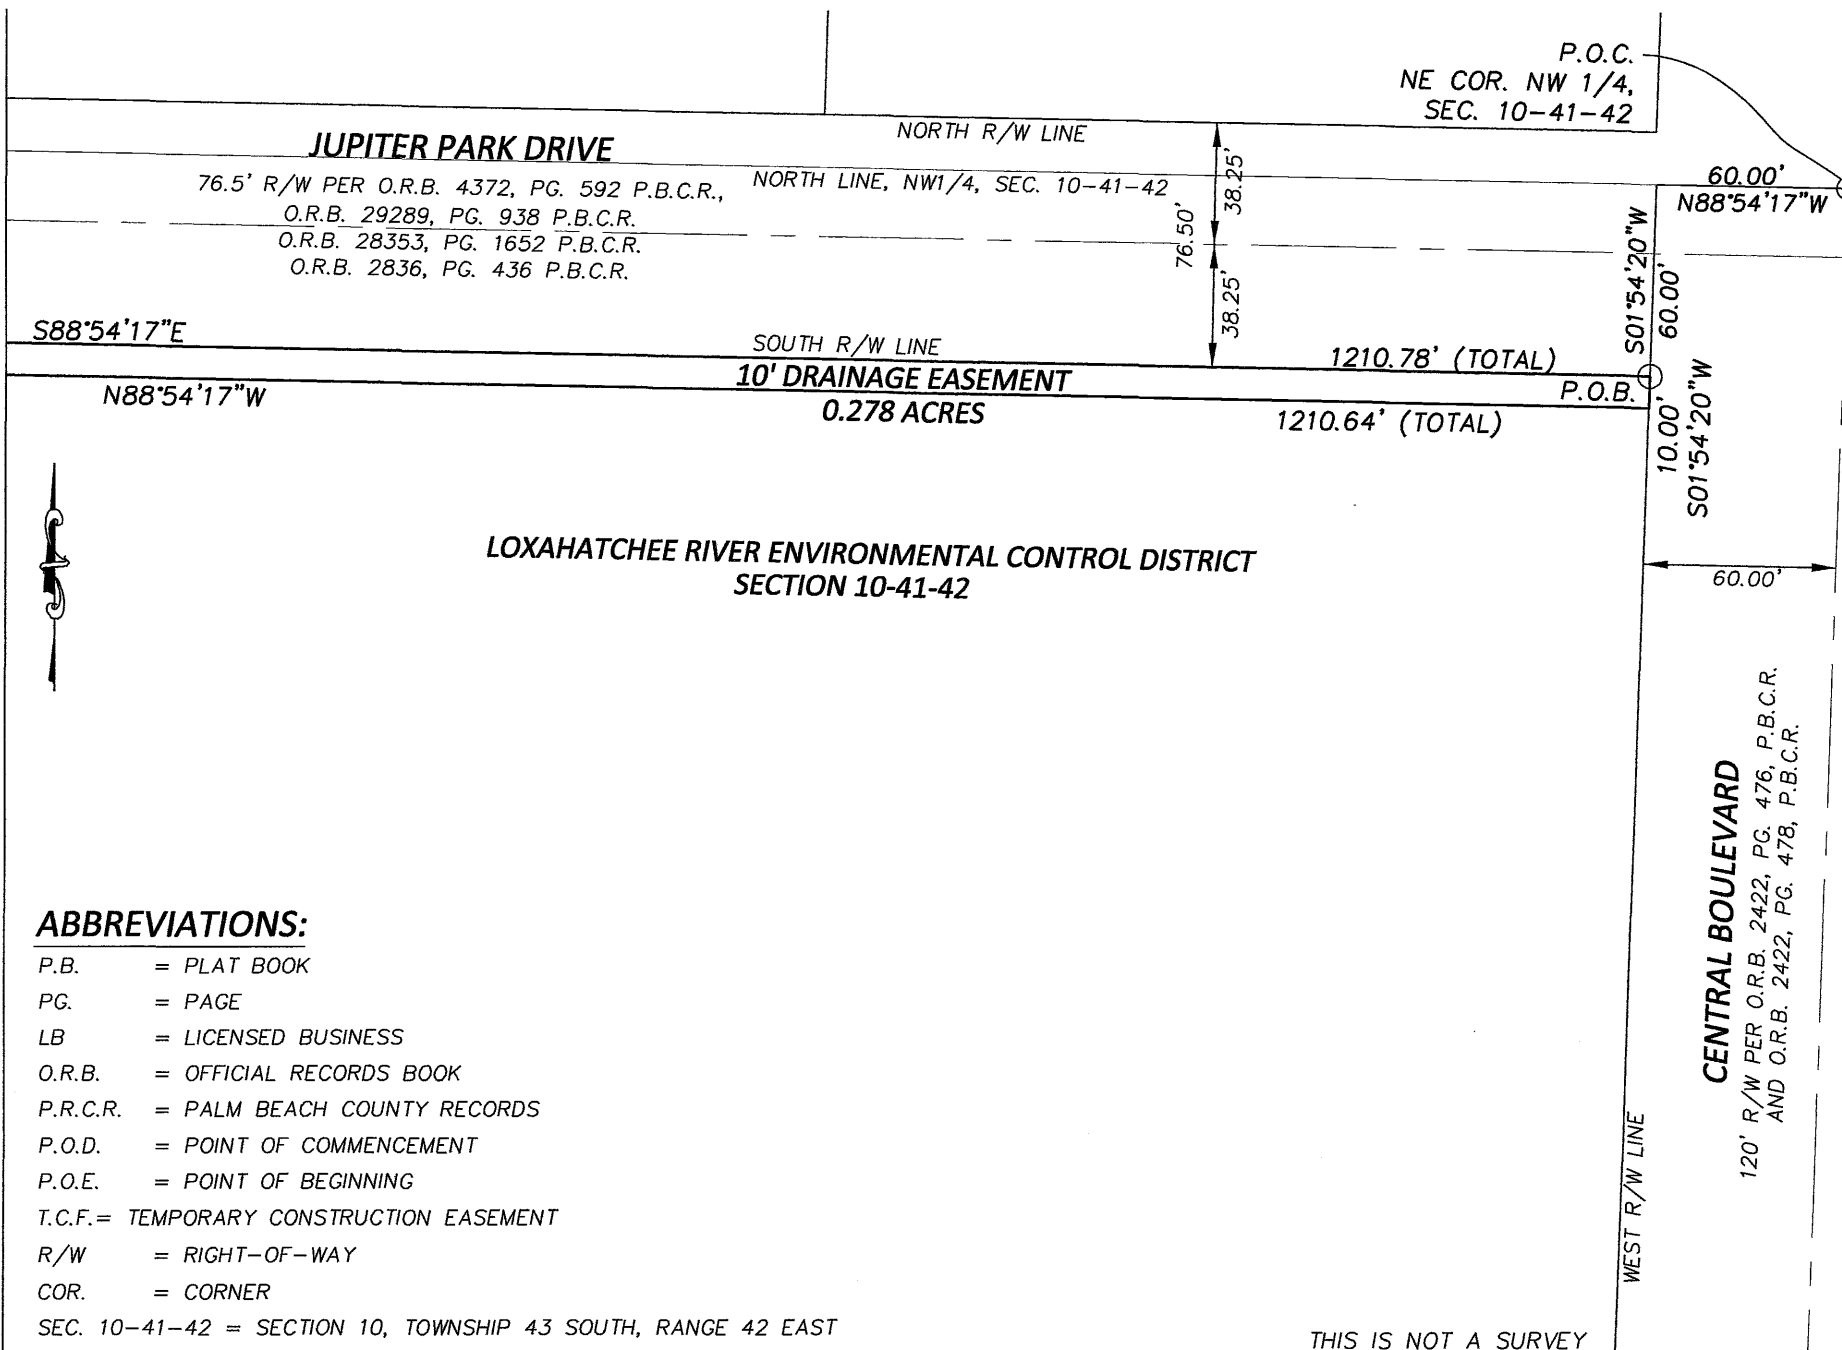 P.O.C.
NE COR. NW 1/4,
SEC. 10-41-42
NORTH R/W LINE
JUPITER PARK DRIVE
76.5' R/W PER O.R.B. 4372, PG. 592 P.B.C.R.,
O.R.B. 29289, PG. 938 P.B.C.R.
O.R.B. 28353, PG. 1652 P.B.C.R.
O.R.B. 2836, PG. 436 P.B.C.R.
NORTH LINE, NW1/4, SEC. 10-41-42
38.25'
76.50'
38.25'
60.00'
N88°54'17"W
S01°54'20"W
60.00'
S88°54'17"E
SOUTH R/W LINE
1210.78' (TOTAL)
10' DRAINAGE EASEMENT
P.O.B.
N88°54'17"W
0.278 ACRES
1210.64' (TOTAL)
10.00'
S01°54'20"W
LOXAHATCHEE RIVER ENVIRONMENTAL CONTROL DISTRICT
SECTION 10-41-42
60.00'
CENTRAL BOULEVARD
120' R/W PER O.R.B. 2422, PG. 476, P.B.C.R.
AND O.R.B. 2422, PG. 478, P.B.C.R.
WEST R/W LINE
ABBREVIATIONS:
P.B. = PLAT BOOK
PG. = PAGE
LB = LICENSED BUSINESS
O.R.B. = OFFICIAL RECORDS BOOK
P.R.C.R. = PALM BEACH COUNTY RECORDS
P.O.D. = POINT OF COMMENCEMENT
P.O.E. = POINT OF BEGINNING
T.C.F.= TEMPORARY CONSTRUCTION EASEMENT
R/W = RIGHT-OF-WAY
COR. = CORNER
SEC. 10-41-42 = SECTION 10, TOWNSHIP 43 SOUTH, RANGE 42 EAST
THIS IS NOT A SURVEY